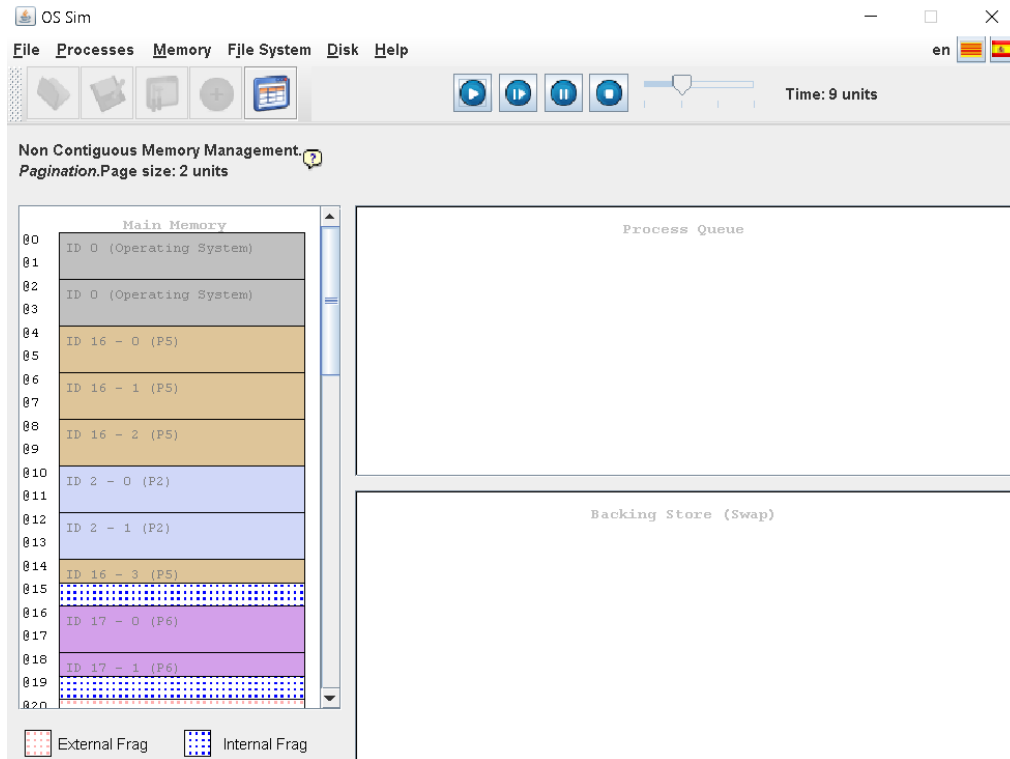 OS Sim
File Processes Memory File System Disk Help en
Time: 9 units
Non Contiguous Memory Management.
Pagination.Page size: 2 units
Main Memory
@0
ID 0 (Operating System)
@1
@2
ID 0 (Operating System)
@3
@4
ID 16 - 0 (P5)
@5
@6
ID 16 - 1 (P5)
@7
@8
ID 16 - 2 (P5)
@9
@10
ID 2 - 0 (P2)
@11
@12
ID 2 - 1 (P2)
@13
@14
ID 16 - 3 (P5)
@15
@16
ID 17 - 0 (P6)
@17
@18
ID 17 - 1 (P6)
@19
@20
External Frag
Internal Frag
Process Queue
Backing Store (Swap)